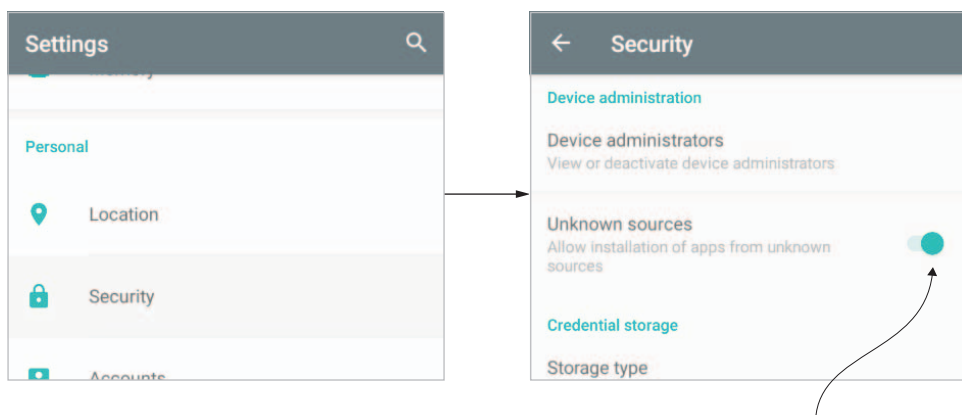 Settings
Personal
Location
Security
Accounts
Security
Device administration
Device administrators
View or deactivate device administrators
Unknown sources
Allow installation of apps from unknown
sources
Credential storage
Storage type